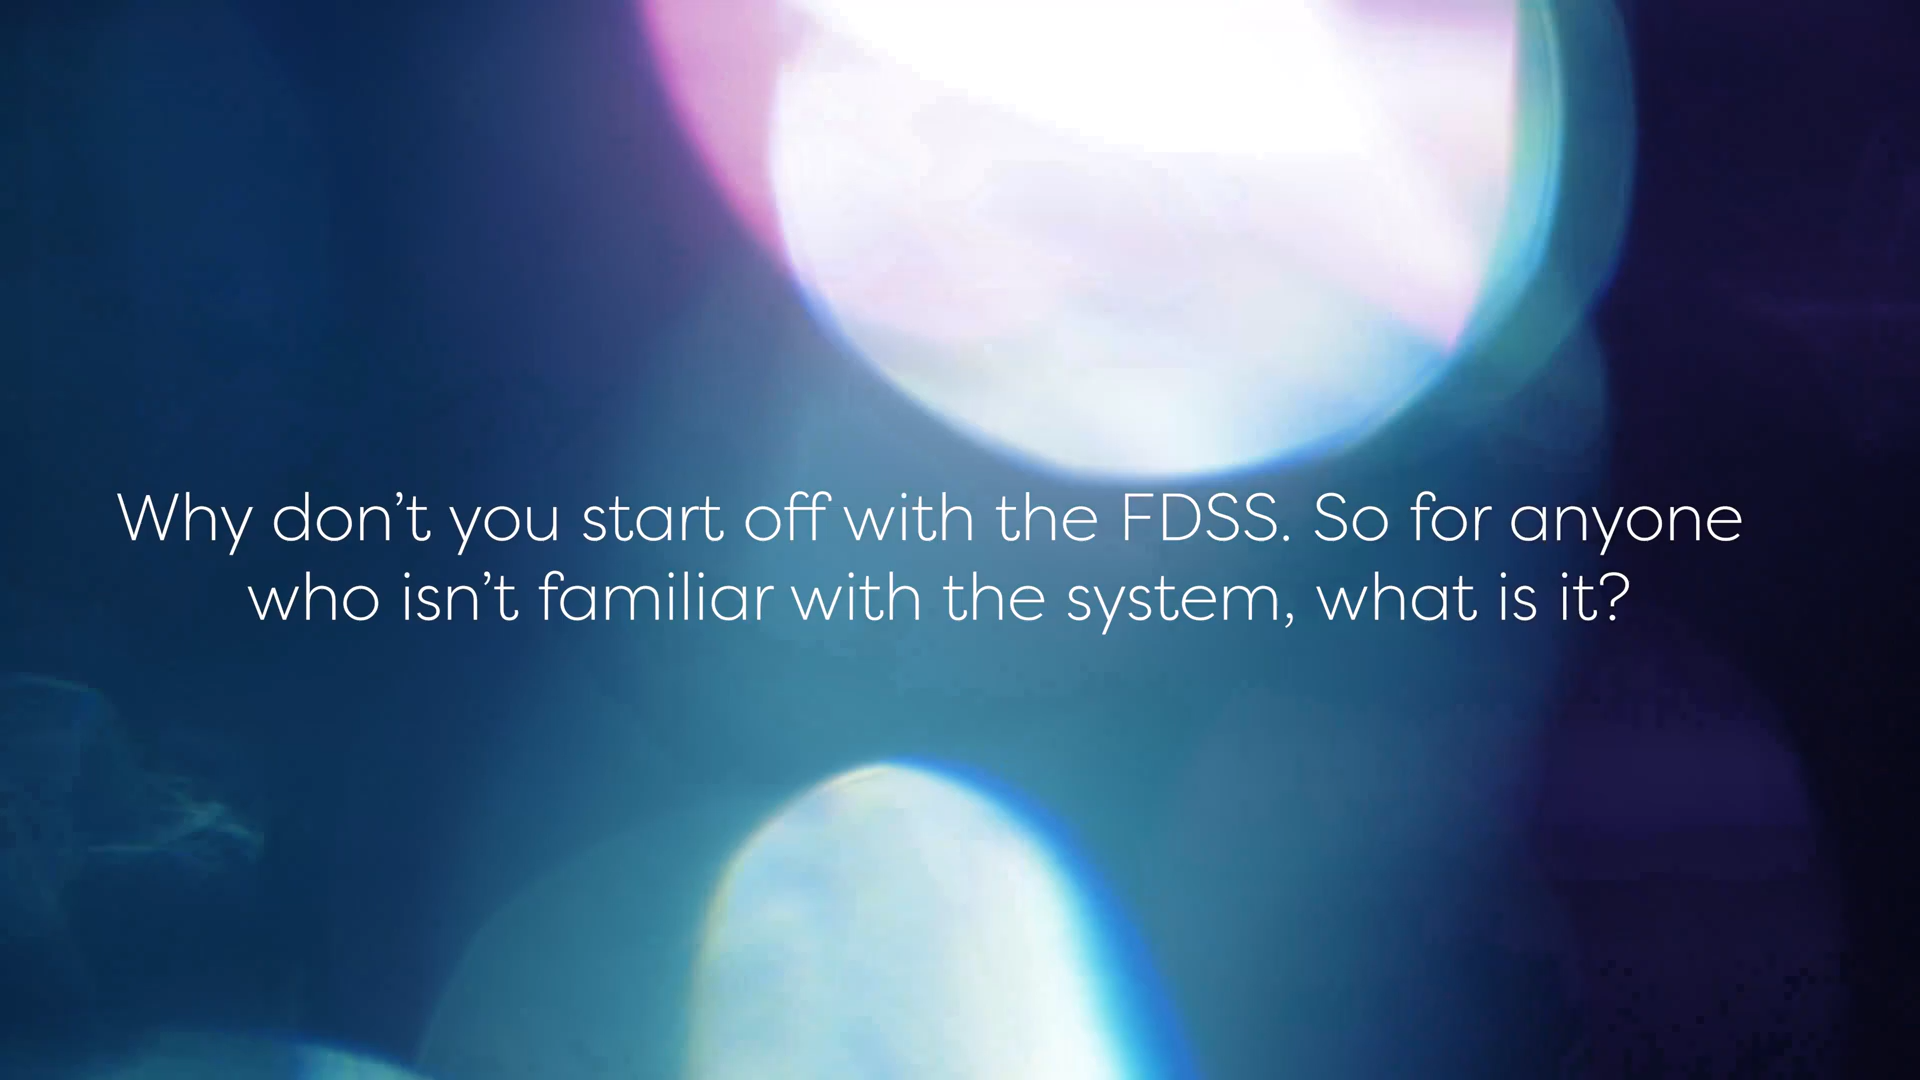 Why don’t you start off with the FDSS. So for anyone
who isn’t familiar with the system, what is it?